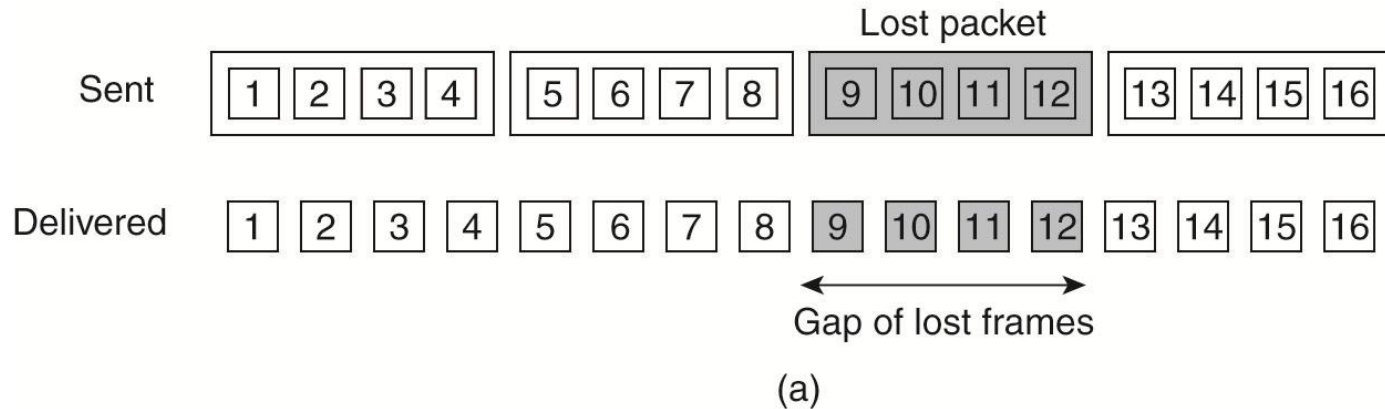 Lost packet
Sent 1 2 3 4 5 6 7 8 9 10 11 12 13 14 15 16
Delivered 1 2 3 4 5 6 7 8 9 10 11 12 13 14 15 16
Gap of lost frames
(a)